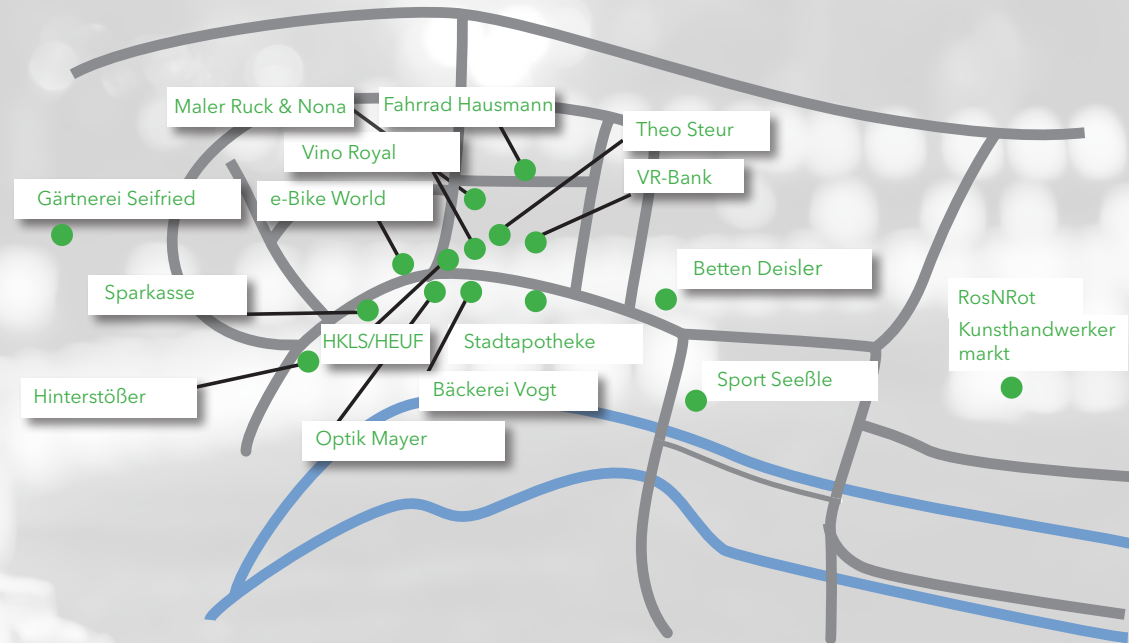 Maler Ruck & Nona
Fahrrad Hausmann
Theo Steur
Vino Royal
VR-Bank
Gärtnerei Seifried
e-Bike World
Betten Deisler
Sparkasse
RosNRot
Kunsthandwerker
markt
HKLS/HEUF
Stadtapotheke
Sport Seeßle
Hinterstößer
Bäckerei Vogt
Optik Mayer